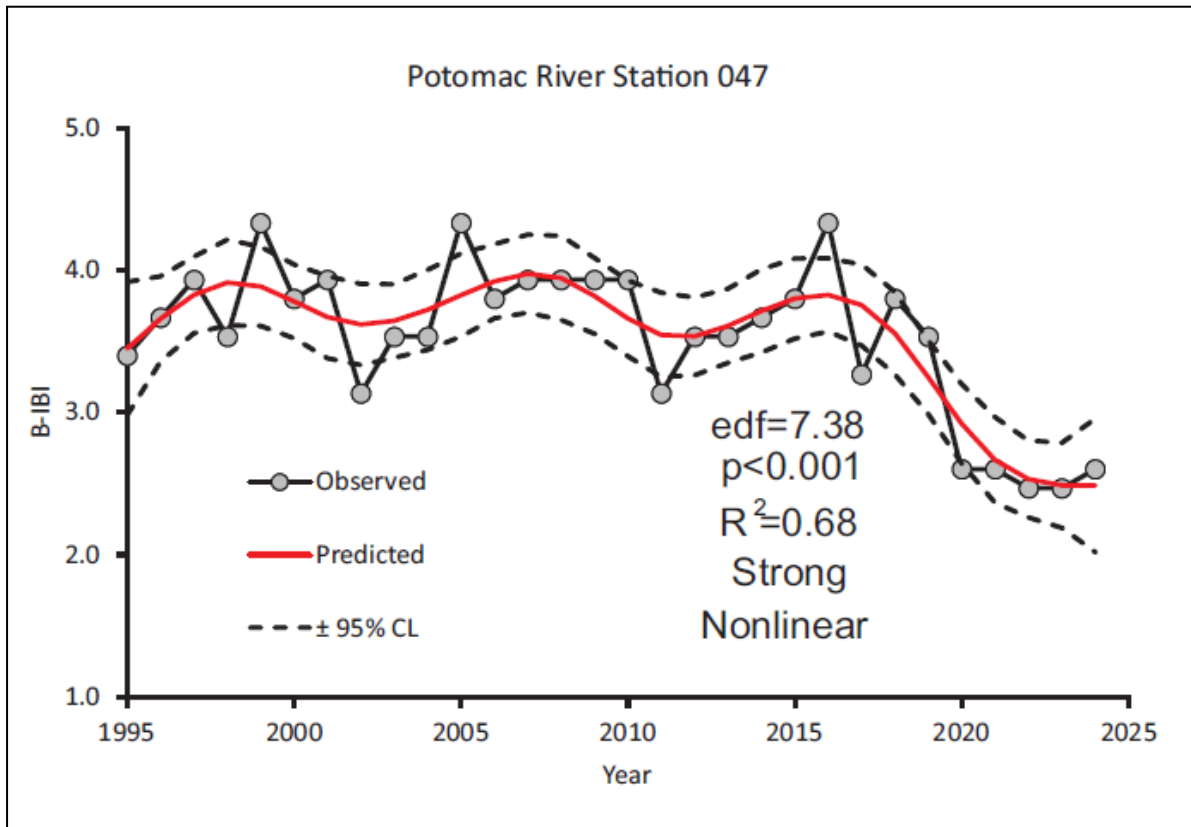 Potomac River Station 047
5.0
4.0
3.0
2.0
1.0
B-IBI
edf=7.38
p<0.001
R²=0.68
Strong
Nonlinear
Observed
Predicted
± 95% CL
1995 2000 2005 2010 2015 2020 2025
Year